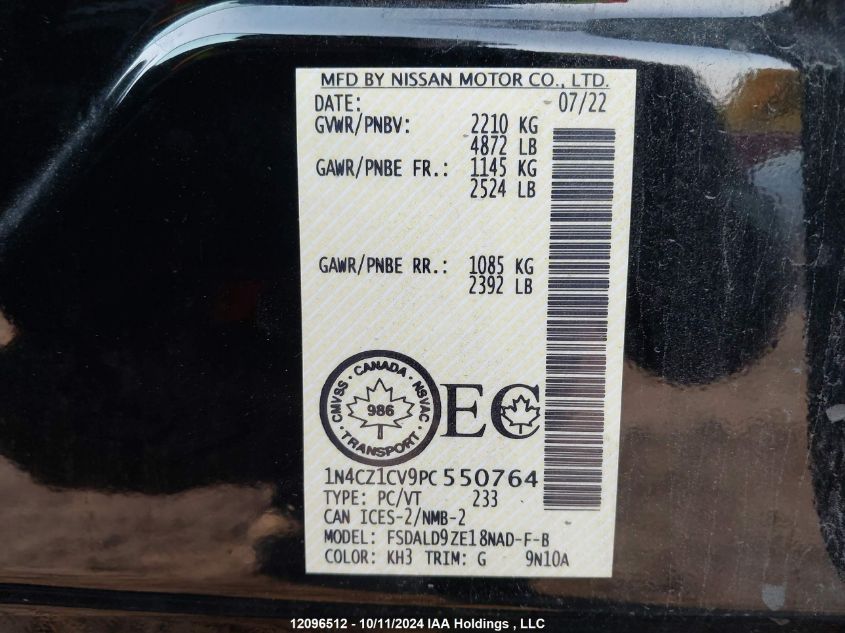 MFD BY NISSAN MOTOR CO., LTD.
DATE: 07/22
GVWR/PNBV: 2210 KG
4872 LB
GAWR/PNBE FR.: 1145 KG
2524 LB
GAWR/PNBE RR.: 1085 KG
2392 LB
CANADA
CMVSS 986 NSVAC
TRANSPORT
EC
1N4CZ1CV9PC550764
TYPE: PC/VT 233
CAN ICES-2/NMB-2
MODEL: FSDALD9ZE18NAD-F-B
COLOR: KH3 TRIM: G 9N10A
12096512 - 10/11/2024 IAA Holdings , LLC